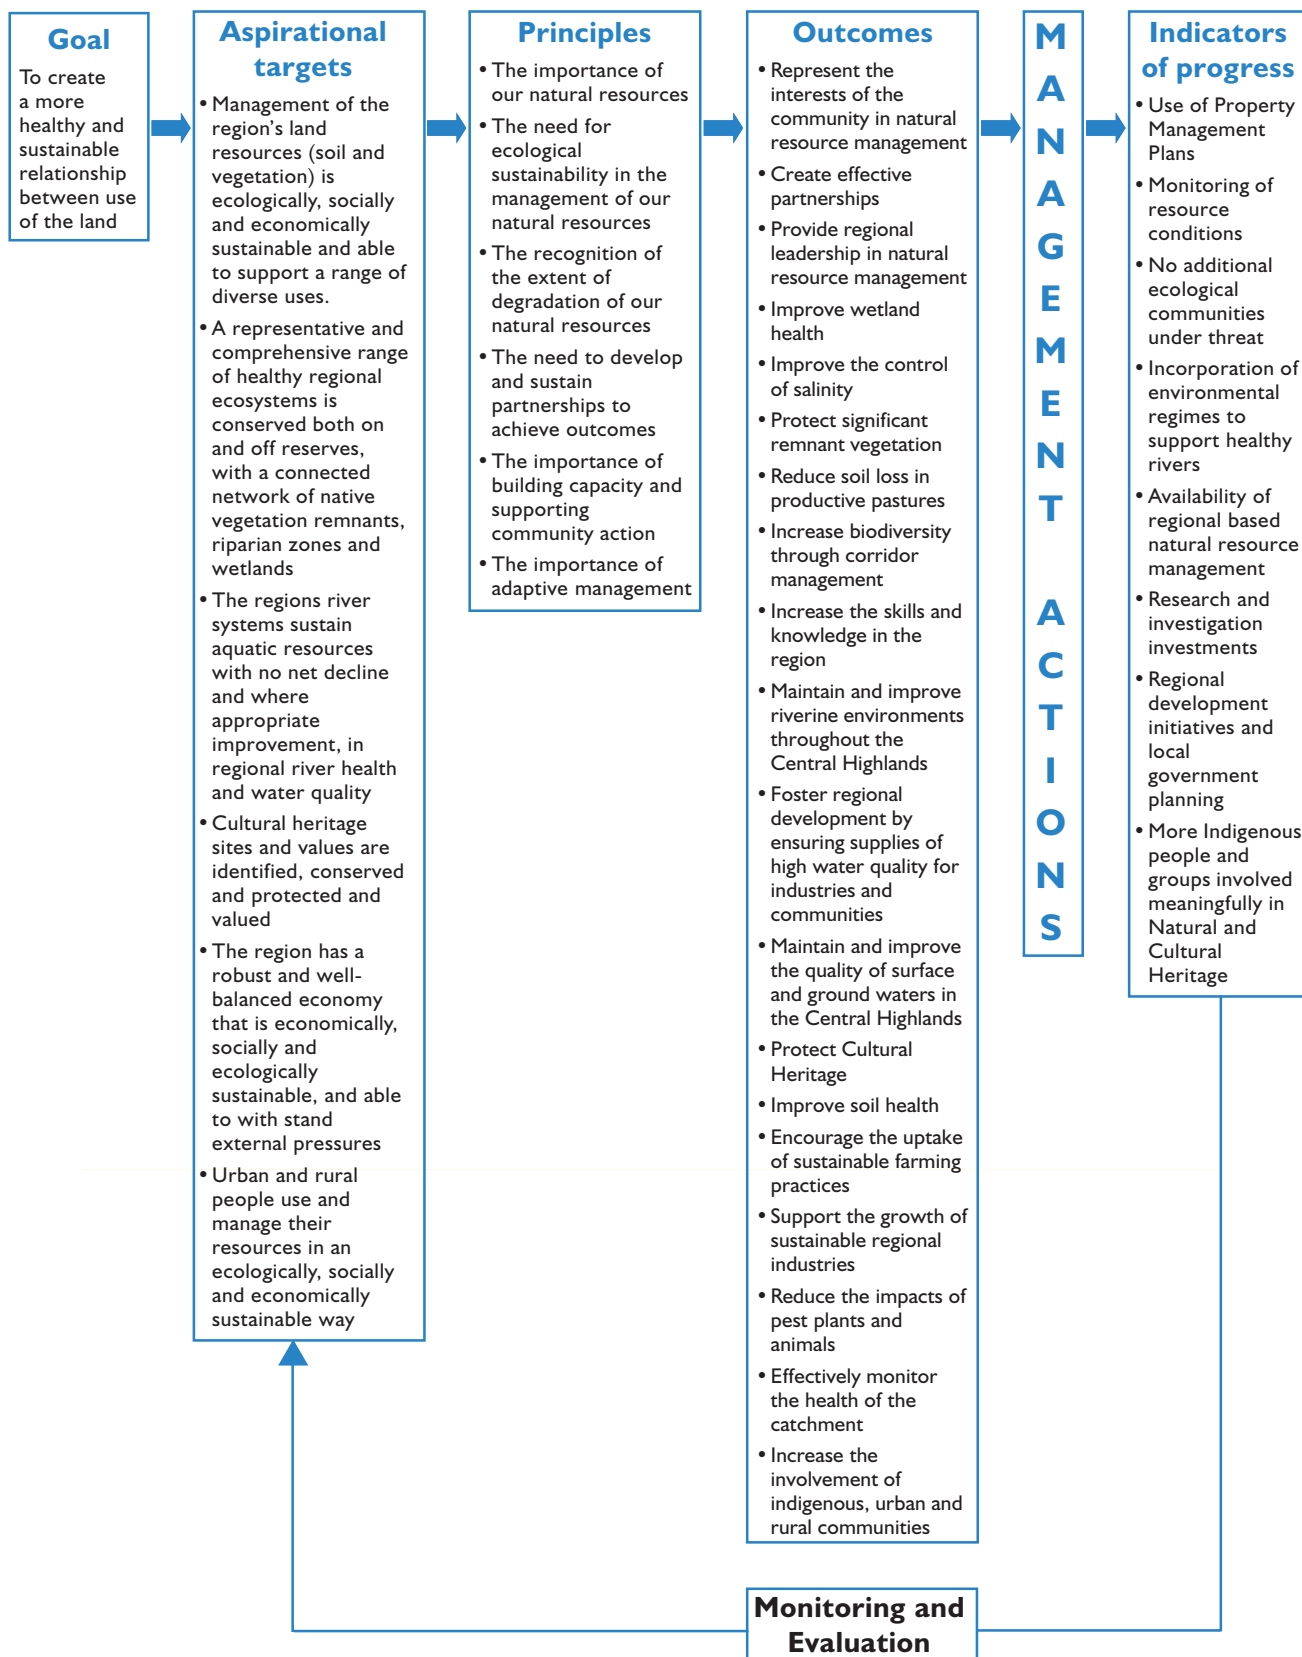 Goal
To create
a more
healthy and
sustainable
relationship
between use
of the land
Aspirational
targets
• Management of the
region's land
resources (soil and
vegetation) is
ecologically, socially
and economically
sustainable and able
to support a range of
diverse uses.
• A representative and
comprehensive range
of healthy regional
ecosystems is
conserved both on
and off reserves,
with a connected
network of native
vegetation remnants,
riparian zones and
wetlands
• The regions river
systems sustain
aquatic resources
with no net decline
and where
appropriate
improvement, in
regional river health
and water quality
• Cultural heritage
sites and values are
identified, conserved
and protected and
valued
• The region has a
robust and well-
balanced economy
that is economically,
socially and
ecologically
sustainable, and able
to with stand
external pressures
• Urban and rural
people use and
manage their
resources in an
ecologically, socially
and economically
sustainable way
Principles
• The importance of
our natural resources
• The need for
ecological
sustainability in the
management of our
natural resources
• The recognition of
the extent of
degradation of our
natural resources
• The need to develop
and sustain
partnerships to
achieve outcomes
• The importance of
building capacity and
supporting
community action
• The importance of
adaptive management
Outcomes
• Represent the
interests of the
community in natural
resource management
• Create effective
partnerships
• Provide regional
leadership in natural
resource management
• Improve wetland
health
• Improve the control
of salinity
• Protect significant
remnant vegetation
• Reduce soil loss in
productive pastures
• Increase biodiversity
through corridor
management
• Increase the skills and
knowledge in the
region
• Maintain and improve
riverine environments
throughout the
Central Highlands
• Foster regional
development by
ensuring supplies of
high water quality for
industries and
communities
• Maintain and improve
the quality of surface
and ground waters in
the Central Highlands
• Protect Cultural
Heritage
• Improve soil health
• Encourage the uptake
of sustainable farming
practices
• Support the growth of
sustainable regional
industries
• Reduce the impacts of
pest plants and
animals
• Effectively monitor
the health of the
catchment
• Increase the
involvement of
indigenous, urban and
rural communities
MANAGEMENT ACTIONS
Indicators
of progress
• Use of Property
Management
Plans
• Monitoring of
resource
conditions
• No additional
ecological
communities
under threat
• Incorporation of
environmental
regimes to
support healthy
rivers
• Availability of
regional based
natural resource
management
• Research and
investigation
investments
• Regional
development
initiatives and
local
government
planning
• More Indigenous
people and
groups involved
meaningfully in
Natural and
Cultural
Heritage
Monitoring and
Evaluation